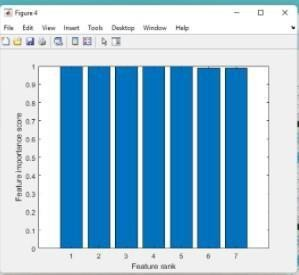 Figure 4
File Edit View Insert Tools Desktop Window Help
1
0.9
0.8
0.7
0.6
0.5
0.4
0.3
0.2
0.1
0
Feature importance score
1 2 3 4 5 6 7
Feature rank